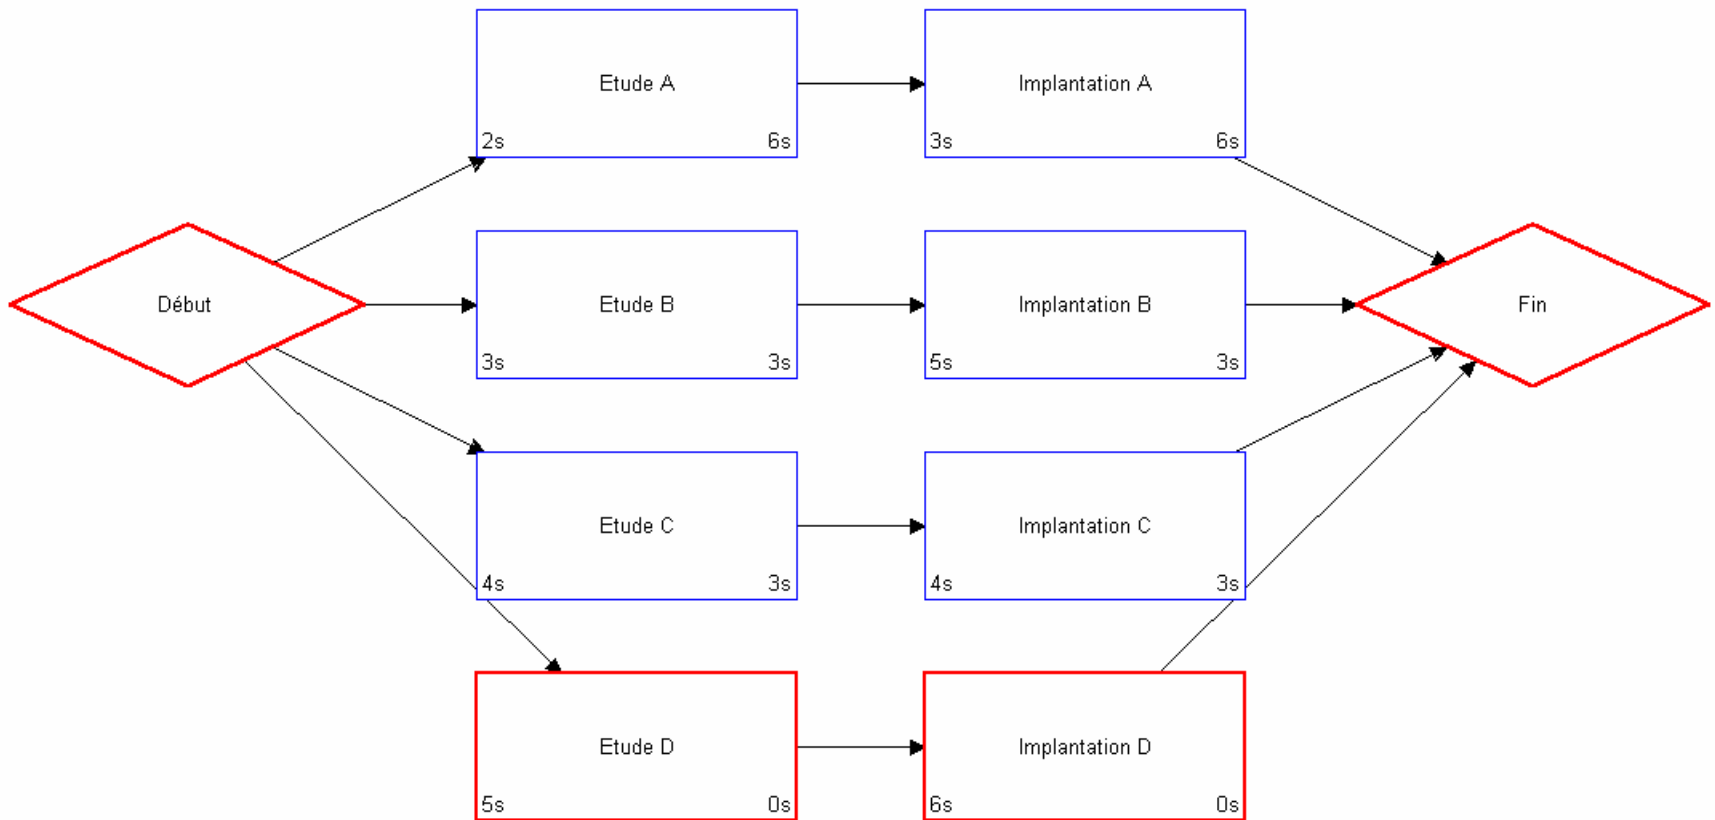 Etude A
2s 6s
Implantation A
3s 6s
Début
Etude B
3s 3s
Implantation B
5s 3s
Fin
Etude C
4s 3s
Implantation C
4s 3s
Etude D
5s 0s
Implantation D
6s 0s